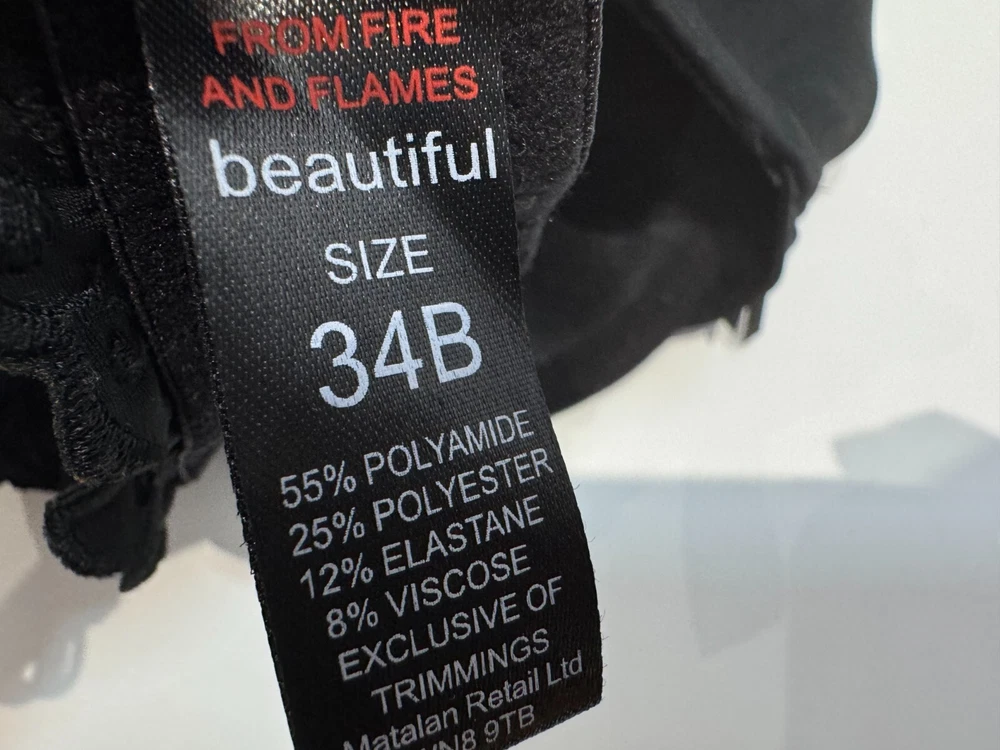 FROM FIRE
AND FLAMES
beautiful
SIZE
34B
55% POLYAMIDE
25% POLYESTER
12% ELASTANE
8% VISCOSE
EXCLUSIVE OF
TRIMMINGS
Matalan Retail Ltd
9TB